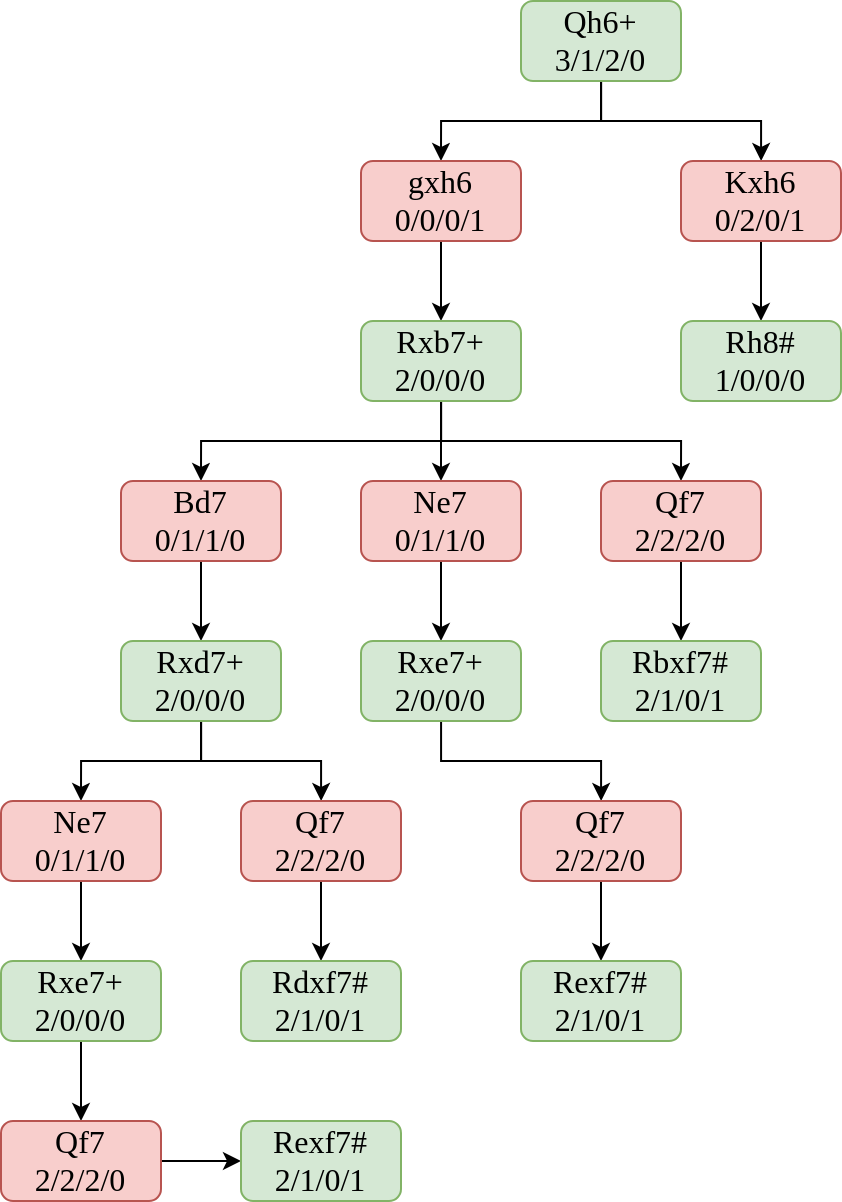 Qh6+
3/1/2/0
gxh6
0/0/0/1
Kxh6
0/2/0/1
Rxb7+
2/0/0/0
Rh8#
1/0/0/0
Bd7
0/1/1/0
Ne7
0/1/1/0
Qf7
2/2/2/0
Rxd7+
2/0/0/0
Rxe7+
2/0/0/0
Rbxf7#
2/1/0/1
Ne7
0/1/1/0
Qf7
2/2/2/0
Qf7
2/2/2/0
Rxe7+
2/0/0/0
Rdxf7#
2/1/0/1
Rexf7#
2/1/0/1
Qf7
2/2/2/0
Rexf7#
2/1/0/1